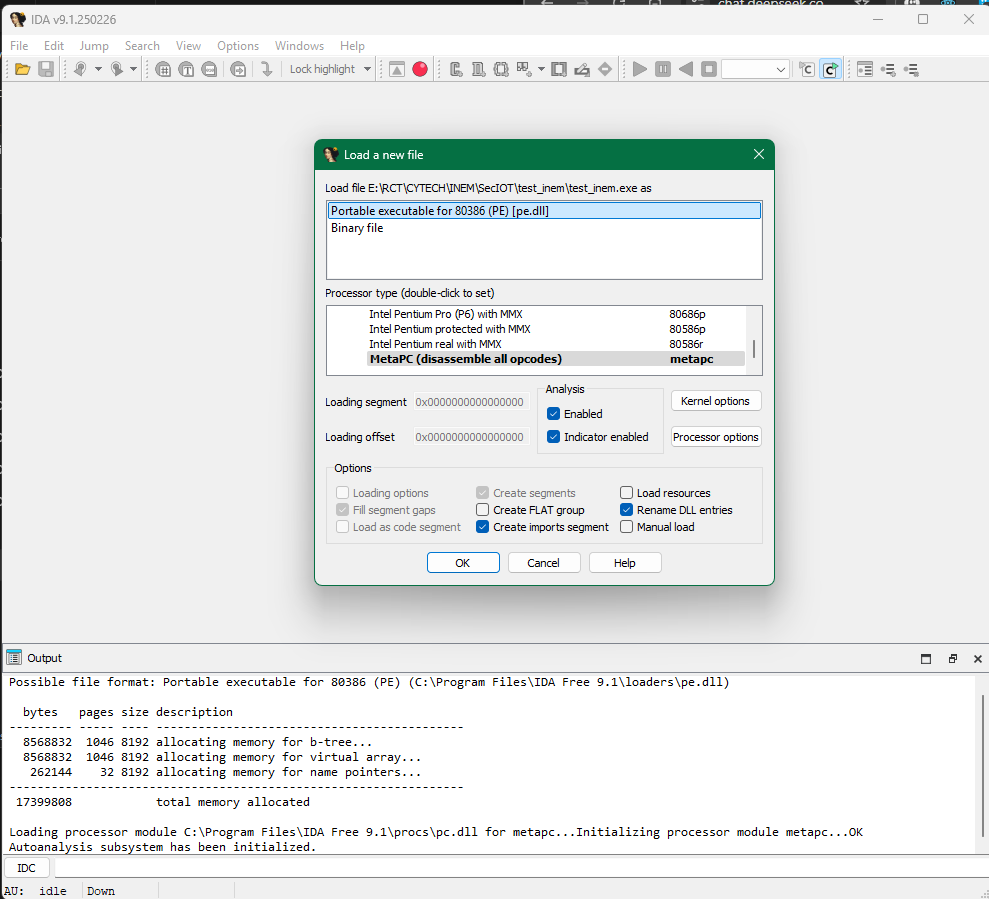 chat.deepseek.co
IDA v9.1.250226
File Edit Jump Search View Options Windows Help
Lock highlight
Load a new file
Load file E:\RCT\CYTECH\INEM\SecIOT\test_inem\test_inem.exe as
Portable executable for 80386 (PE) [pe.dll]
Binary file
Processor type (double-click to set)
Intel Pentium Pro (P6) with MMX 80686p
Intel Pentium protected with MMX 80586p
Intel Pentium real with MMX 80586r
MetaPC (disassemble all opcodes) metapc
Loading segment 0x0000000000000000
Loading offset 0x0000000000000000
Analysis
Enabled
Indicator enabled
Kernel options
Processor options
Options
Loading options Create segments Load resources
Fill segment gaps Create FLAT group Rename DLL entries
Load as code segment Create imports segment Manual load
OK Cancel Help
Output
Possible file format: Portable executable for 80386 (PE) (C:\Program Files\IDA Free 9.1\loaders\pe.dll)
bytes pages size description
--------- ----- ---- --------------------------------------------
8568832 1046 8192 allocating memory for b-tree...
8568832 1046 8192 allocating memory for virtual array...
262144 32 8192 allocating memory for name pointers...
-----------------------------------------------------------------
17399808 total memory allocated
Loading processor module C:\Program Files\IDA Free 9.1\procs\pc.dll for metapc...Initializing processor module metapc...OK
Autoanalysis subsystem has been initialized.
IDC
AU: idle Down